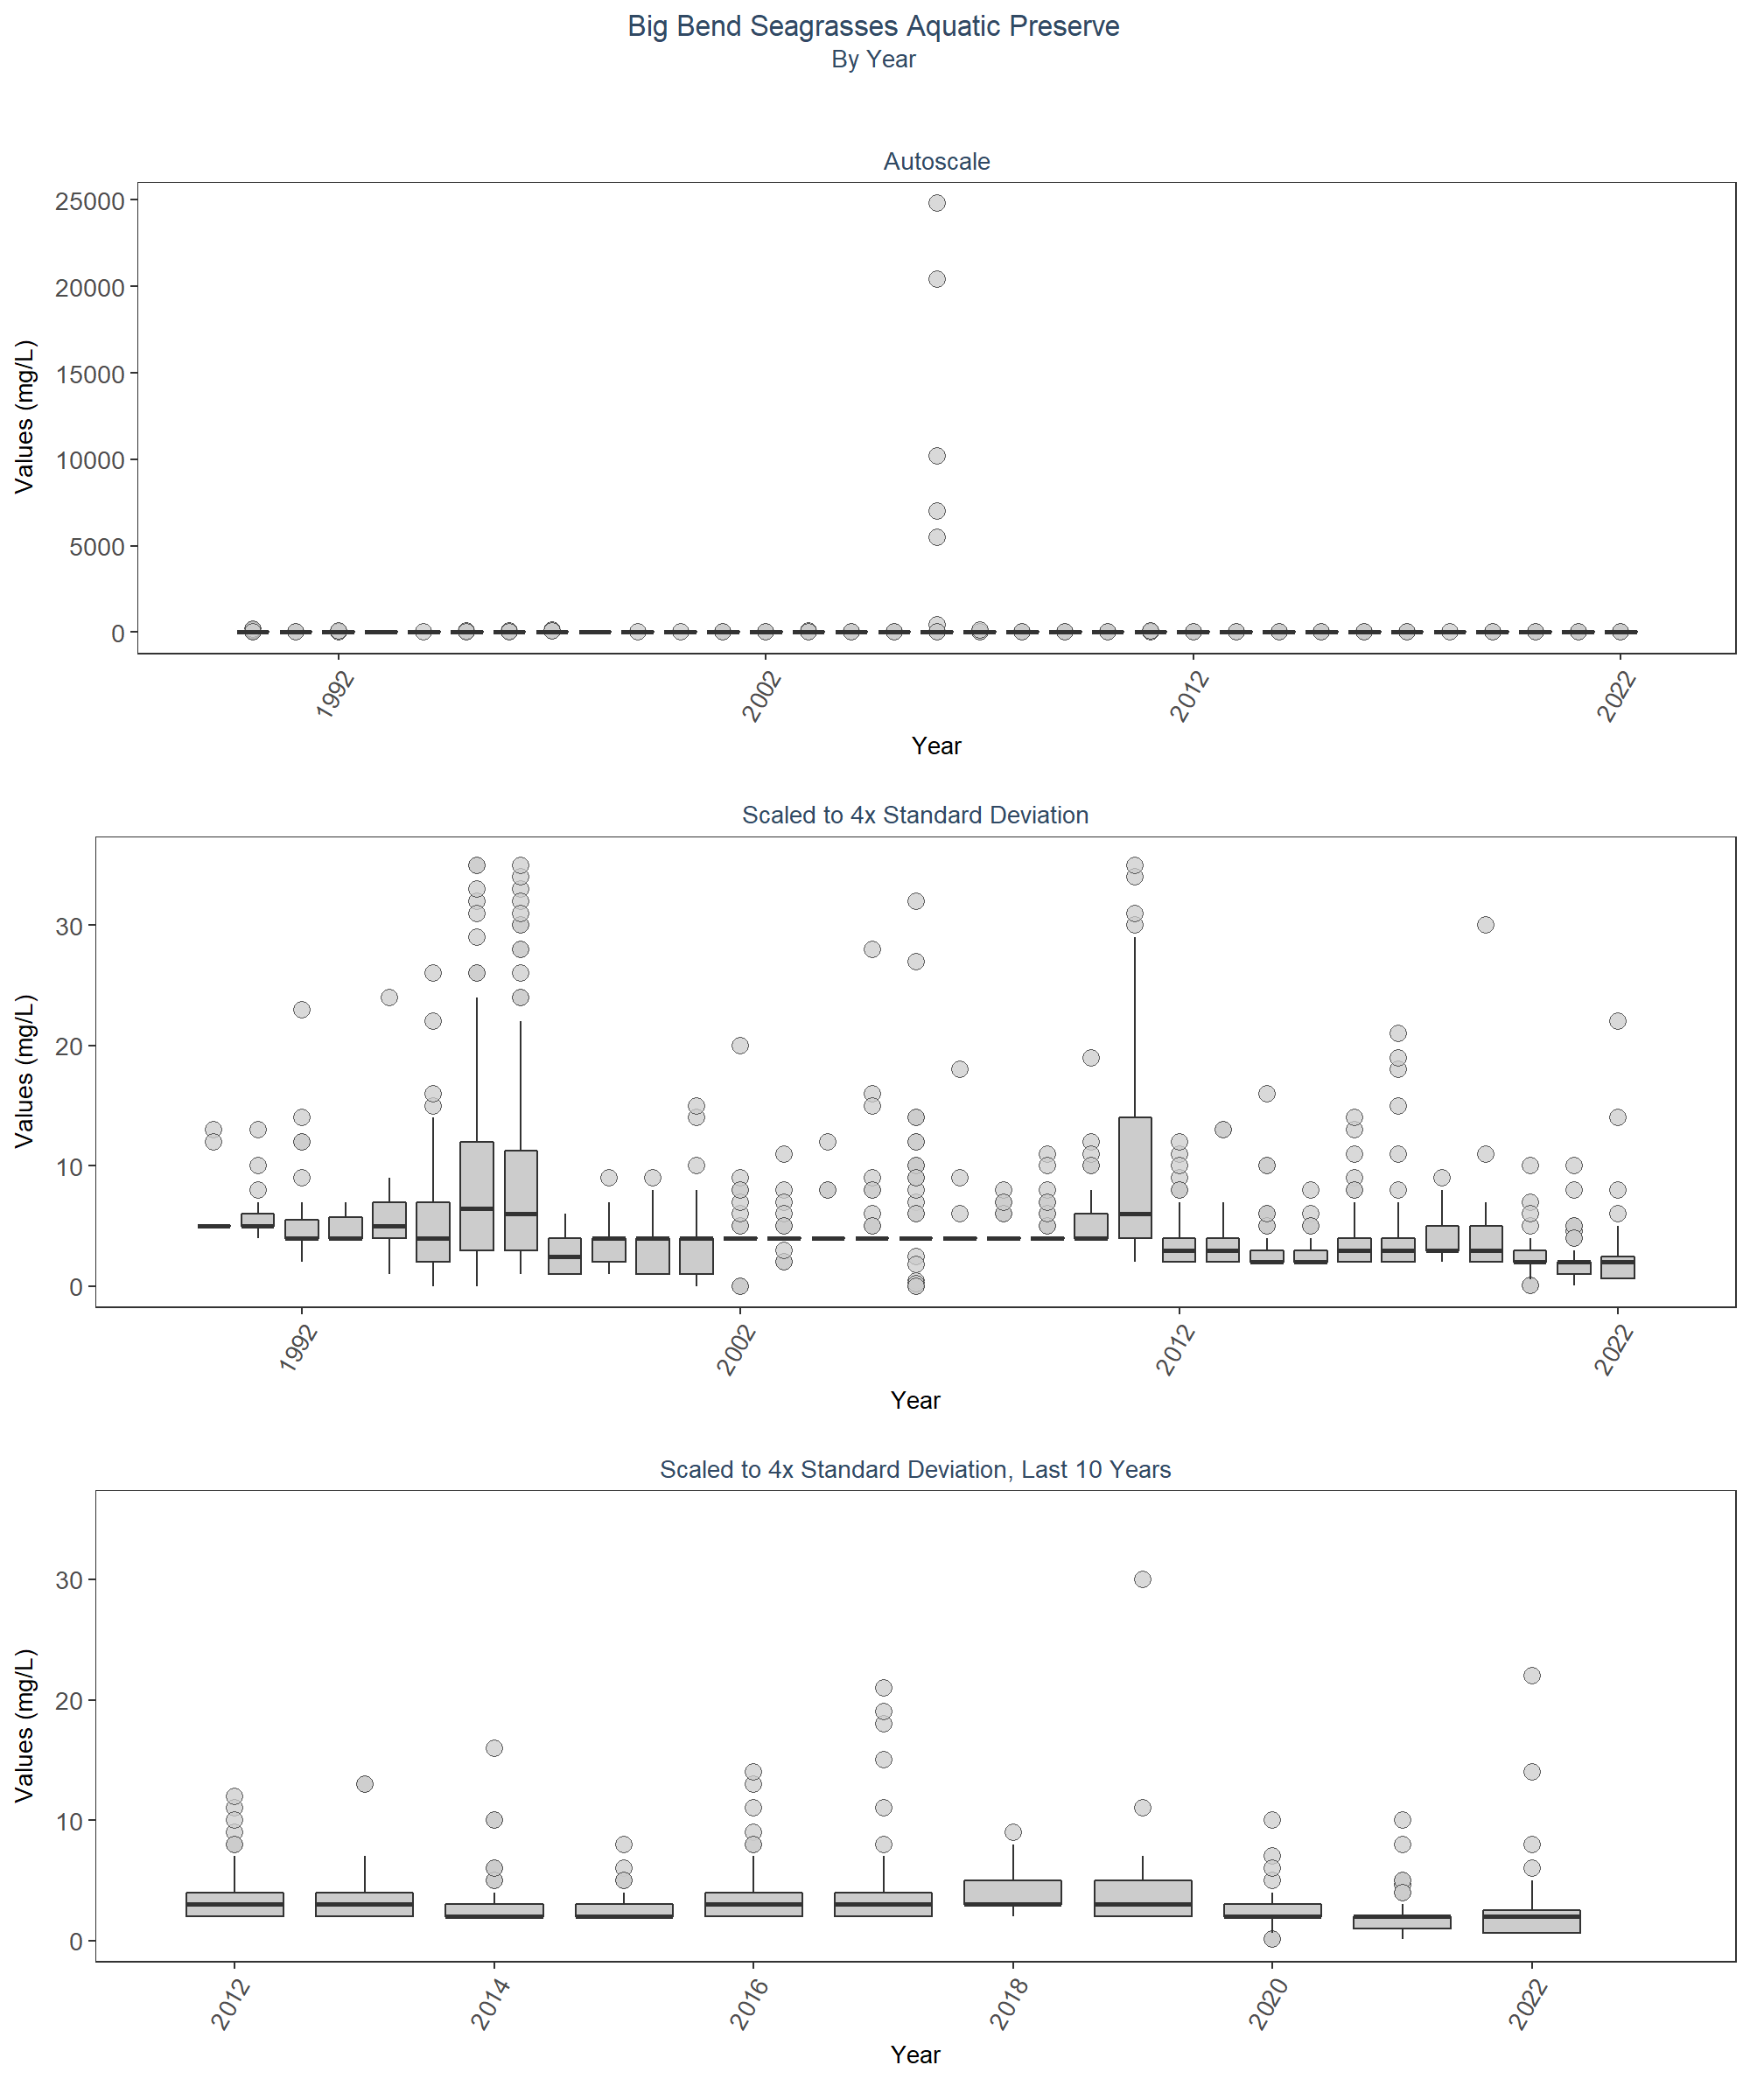 Big Bend Seagrasses Aquatic Preserve
By Year
Autoscale
Values (mg/L)
25000
20000
15000
10000
5000
0
1992
2002
2012
2022
Year
Scaled to 4x Standard Deviation
Values (mg/L)
30
20
10
0
1992
2002
2012
2022
Year
Scaled to 4x Standard Deviation, Last 10 Years
Values (mg/L)
30
20
10
0
2012
2014
2016
2018
2020
2022
Year